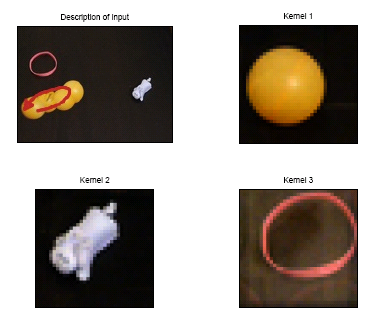 Description of Input
Kernel 1
Kernel 2
Kernel 3